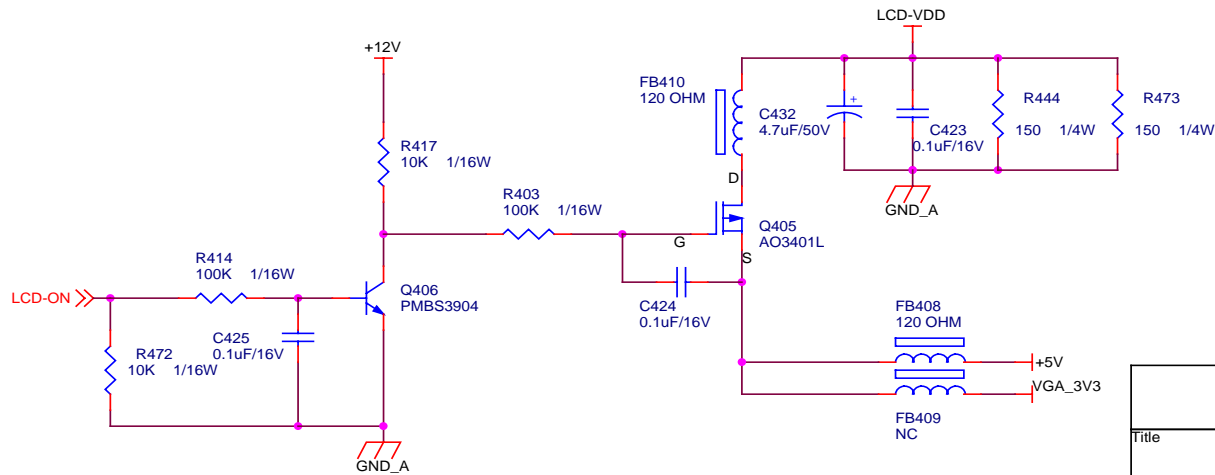 LCD-VDD
+12V
FB410
120 OHM
C432
4.7uF/50V
+
C423
0.1uF/16V
R444
150 1/4W
R473
150 1/4W
R417
10K 1/16W
R403
100K 1/16W
D
G
S
Q405
AO3401L
GND_A
R414
100K 1/16W
LCD-ON
Q406
PMBS3904
C424
0.1uF/16V
C425
0.1uF/16V
R472
10K 1/16W
FB408
120 OHM
+5V
VGA_3V3
FB409
NC
GND_A
Title